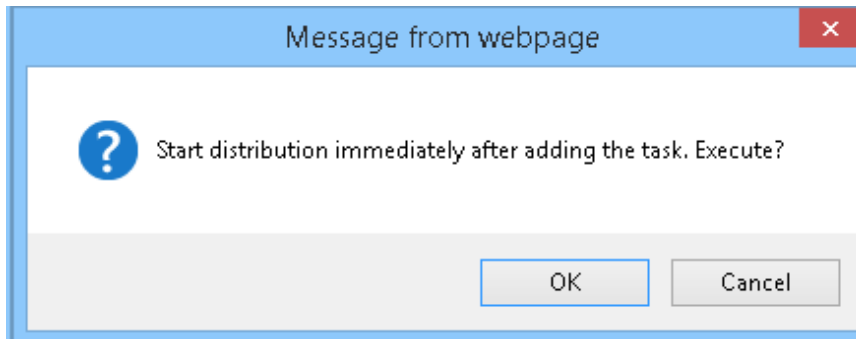 Message from webpage
Start distribution immediately after adding the task. Execute?
OK
Cancel